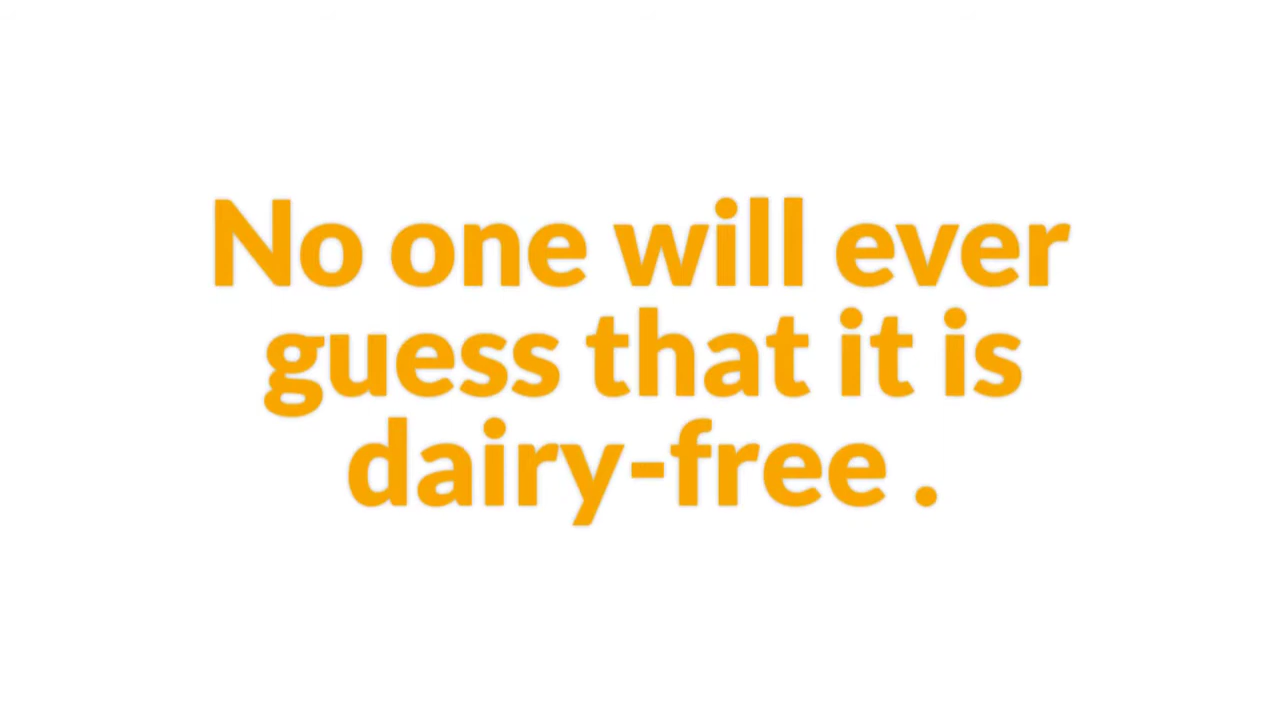 No one will ever
guess that it is
dairy-free .